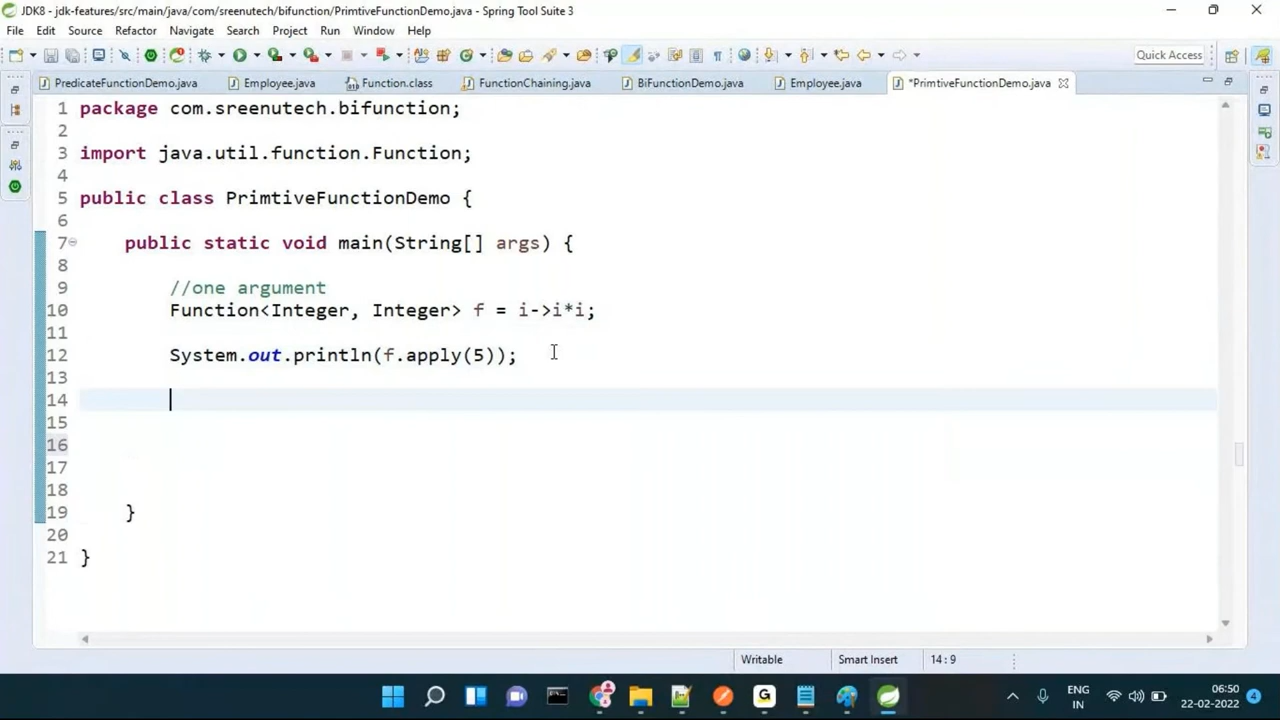 JDK8 - jdk-features/src/main/java/com/sreenutech/bifunction/PrimtiveFunctionDemo.java - Spring Tool Suite 3
File Edit Source Refactor Navigate Search Project Run Window Help
Quick Access
PredicateFunctionDemo.java Employee.java Function.class FunctionChaining.java BiFunctionDemo.java Employee.java *PrimtiveFunctionDemo.java
1 package com.sreenutech.bifunction;
2
3 import java.util.function.Function;
4
5 public class PrimtiveFunctionDemo {
6
7 public static void main(String[] args) {
8
9 //one argument
10 Function<Integer, Integer> f = i->i*i;
11
12 System.out.println(f.apply(5));
13
14
15
16
17
18
19 }
20
21 }
Writable Smart Insert 14 : 9
ENG 06:50
IN 22-02-2022 4